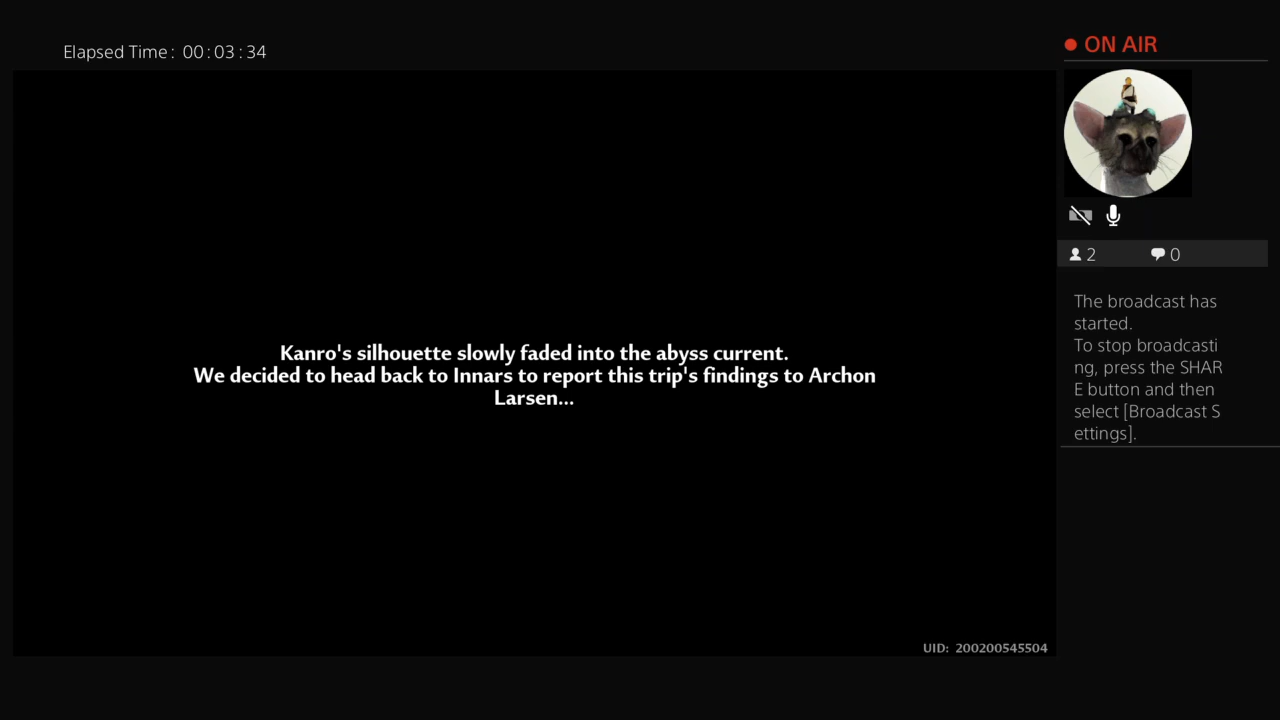 Elapsed Time: 00:03:34
ON AIR
2 0
The broadcast has
started.
To stop broadcasti
ng, press the SHAR
E button and then
select [Broadcast S
ettings].
Kanro's silhouette slowly faded into the abyss current.
We decided to head back to Innars to report this trip's findings to Archon
Larsen...
UID: 200200545504